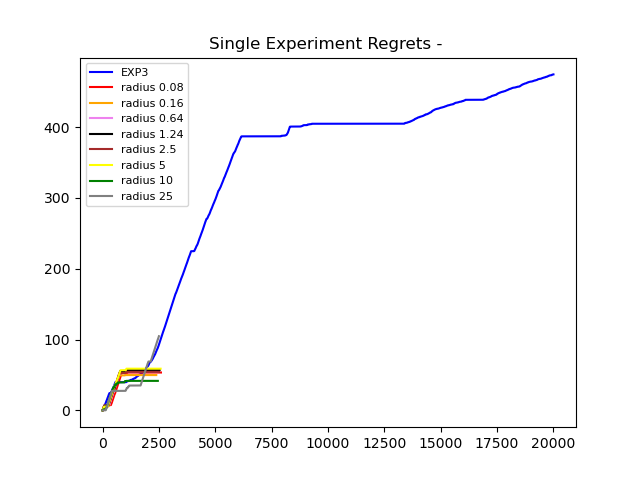 Single Experiment Regrets -
EXP3
radius 0.08
radius 0.16
radius 0.64
radius 1.24
radius 2.5
radius 5
radius 10
radius 25
400
300
200
100
0
0 2500 5000 7500 10000 12500 15000 17500 20000